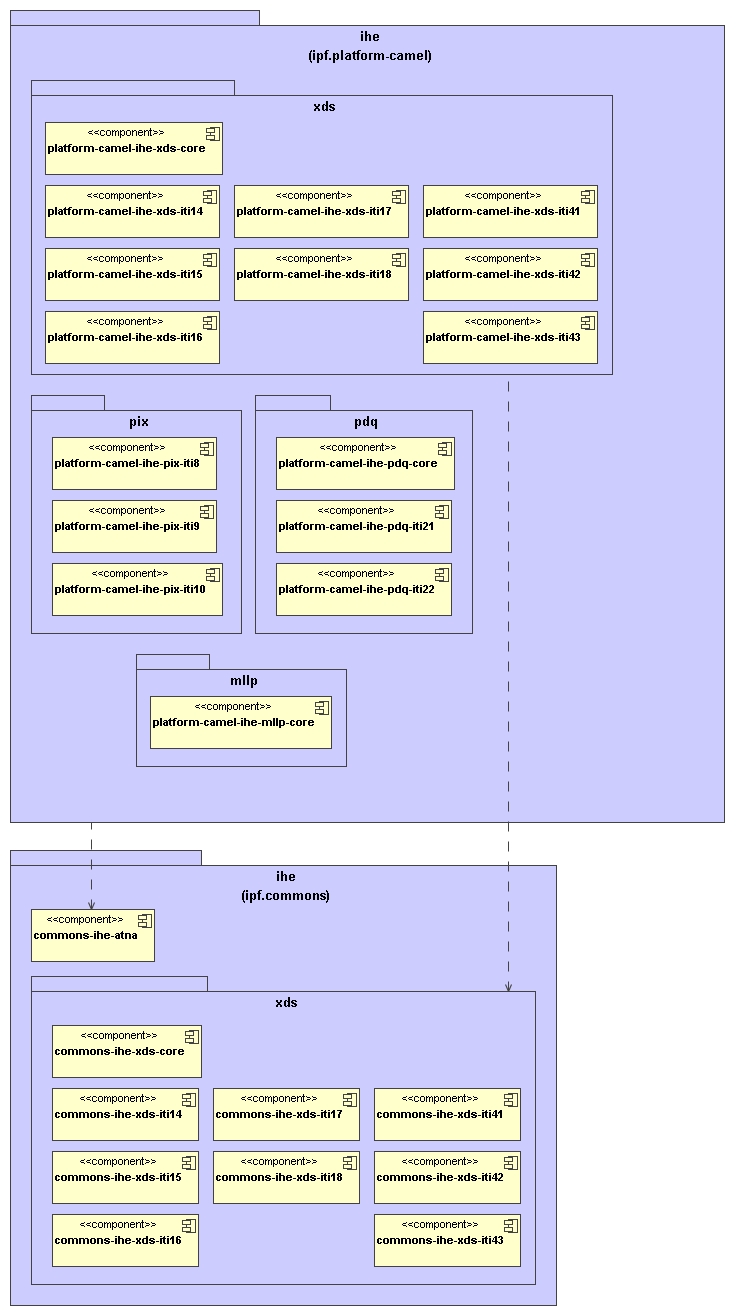 ihe
(ipf.platform-camel)
xds
<<component>>
platform-camel-ihe-xds-core
<<component>> <<component>> <<component>>
platform-camel-ihe-xds-iti14 platform-camel-ihe-xds-iti17 platform-camel-ihe-xds-iti41
<<component>> <<component>> <<component>>
platform-camel-ihe-xds-iti15 platform-camel-ihe-xds-iti18 platform-camel-ihe-xds-iti42
<<component>> <<component>>
platform-camel-ihe-xds-iti16 platform-camel-ihe-xds-iti43
pix
<<component>>
platform-camel-ihe-pix-iti8
<<component>>
platform-camel-ihe-pix-iti9
<<component>>
platform-camel-ihe-pix-iti10
pdq
<<component>>
platform-camel-ihe-pdq-core
<<component>>
platform-camel-ihe-pdq-iti21
<<component>>
platform-camel-ihe-pdq-iti22
mllp
<<component>>
platform-camel-ihe-mllp-core
ihe
(ipf.commons)
<<component>>
commons-ihe-atna
xds
<<component>>
commons-ihe-xds-core
<<component>> <<component>> <<component>>
commons-ihe-xds-iti14 commons-ihe-xds-iti17 commons-ihe-xds-iti41
<<component>> <<component>> <<component>>
commons-ihe-xds-iti15 commons-ihe-xds-iti18 commons-ihe-xds-iti42
<<component>> <<component>>
commons-ihe-xds-iti16 commons-ihe-xds-iti43